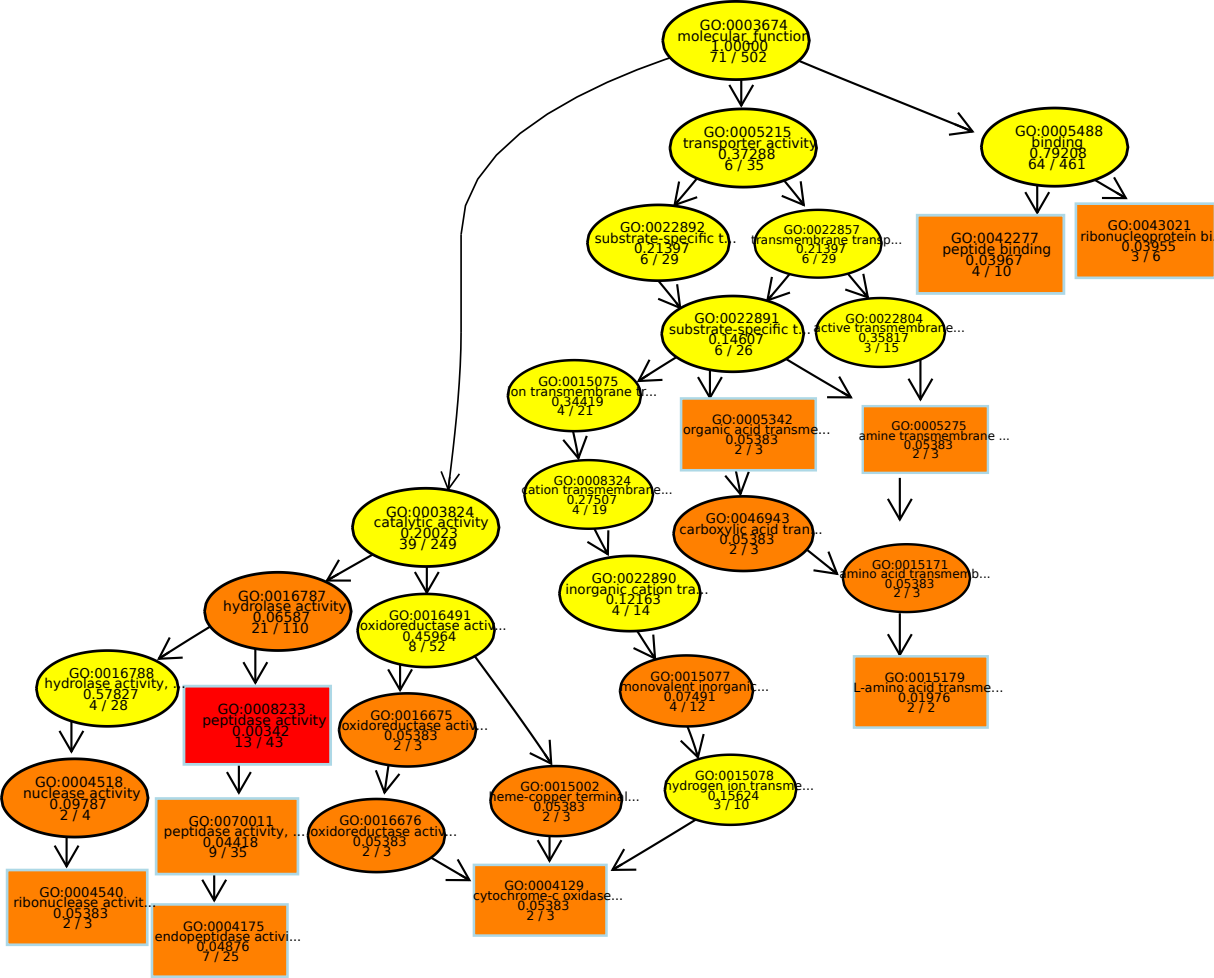 GO:0003674
molecular_function
1.00000
71 / 502
GO:0005215
transporter activity
0.37288
6 / 35
GO:0005488
binding
0.79208
64 / 461
GO:0022892
substrate-specific t...
0.21397
6 / 29
GO:0022857
transmembrane transp...
0.21397
6 / 29
GO:0042277
peptide binding
0.03967
4 / 10
GO:0043021
ribonucleoprotein bi
0.03955
3 / 6
GO:0022891
substrate-specific t...
0.14607
6 / 26
GO:0022804
active transmembrane...
0.35817
3 / 15
GO:0015075
ion transmembrane tr...
0.34419
4 / 21
GO:0005342
organic acid transme...
0.05383
2 / 3
GO:0005275
amine transmembrane ...
0.05383
2 / 3
GO:0008324
cation transmembrane...
0.27507
4 / 19
GO:0003824
catalytic activity
0.20023
39 / 249
GO:0046943
carboxylic acid tran...
0.05383
2 / 3
GO:0015171
amino acid transmemb...
0.05383
2 / 3
GO:0022890
inorganic cation tra...
0.12163
4 / 14
GO:0016787
hydrolase activity
0.06587
21 / 110
GO:0016491
oxidoreductase activ...
0.45964
8 / 52
GO:0016788
hydrolase activity, ...
0.57827
4 / 28
GO:0015077
monovalent inorganic...
0.07491
4 / 12
GO:0015179
L-amino acid transme...
0.01976
2 / 2
GO:0008233
peptidase activity
0.00342
13 / 43
GO:0016675
oxidoreductase activ...
0.05383
2 / 3
GO:0004518
nuclease activity
0.09787
2 / 4
GO:0015002
heme-copper terminal...
0.05383
2 / 3
GO:0015078
hydrogen ion transme...
0.15624
3 / 10
GO:0070011
peptidase activity, ...
0.04418
9 / 35
GO:0016676
oxidoreductase activ...
0.05383
2 / 3
GO:0004540
ribonuclease activit...
0.05383
2 / 3
GO:0004129
cytochrome-c oxidase...
0.05383
2 / 3
GO:0004175
endopeptidase activi...
0.04876
7 / 25